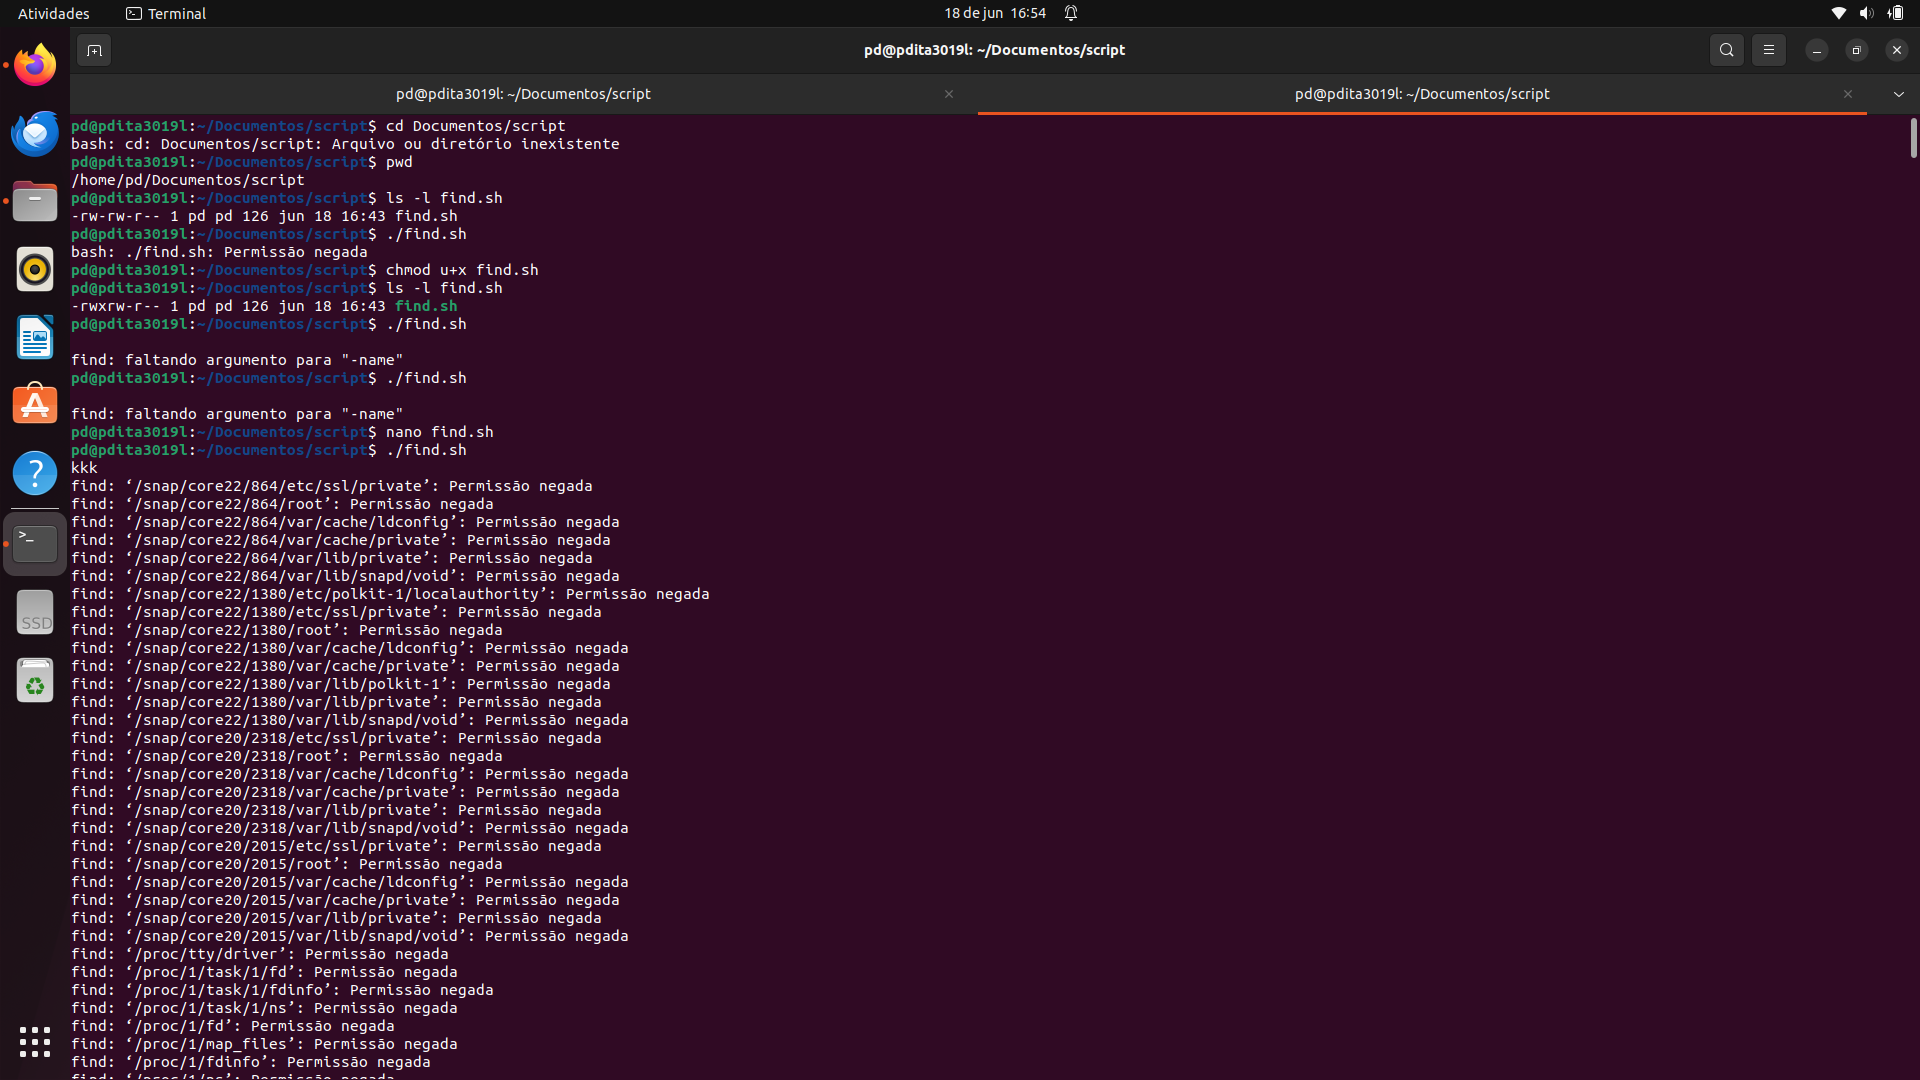 Atividades
Terminal
18 de jun 16:54
pd@pdita3019l: ~/Documentos/script
pd@pdita3019l: ~/Documentos/script
pd@pdita3019l: ~/Documentos/script
pd@pdita3019l:~/Documentos/script$ cd Documentos/script
bash: cd: Documentos/script: Arquivo ou diretório inexistente
pd@pdita3019l:~/Documentos/script$ pwd
/home/pd/Documentos/script
pd@pdita3019l:~/Documentos/script$ ls -l find.sh
-rw-rw-r-- 1 pd pd 126 jun 18 16:43 find.sh
pd@pdita3019l:~/Documentos/script$ ./find.sh
bash: ./find.sh: Permissão negada
pd@pdita3019l:~/Documentos/script$ chmod u+x find.sh
pd@pdita3019l:~/Documentos/script$ ls -l find.sh
-rwxrw-r-- 1 pd pd 126 jun 18 16:43 find.sh
pd@pdita3019l:~/Documentos/script$ ./find.sh
find: faltando argumento para "-name"
pd@pdita3019l:~/Documentos/script$ ./find.sh
find: faltando argumento para "-name"
pd@pdita3019l:~/Documentos/script$ nano find.sh
pd@pdita3019l:~/Documentos/script$ ./find.sh
kkk
find: ‘/snap/core22/864/etc/ssl/private’: Permissão negada
find: ‘/snap/core22/864/root’: Permissão negada
find: ‘/snap/core22/864/var/cache/ldconfig’: Permissão negada
find: ‘/snap/core22/864/var/cache/private’: Permissão negada
find: ‘/snap/core22/864/var/lib/private’: Permissão negada
find: ‘/snap/core22/864/var/lib/snapd/void’: Permissão negada
find: ‘/snap/core22/1380/etc/polkit-1/localauthority’: Permissão negada
find: ‘/snap/core22/1380/etc/ssl/private’: Permissão negada
find: ‘/snap/core22/1380/root’: Permissão negada
find: ‘/snap/core22/1380/var/cache/ldconfig’: Permissão negada
find: ‘/snap/core22/1380/var/cache/private’: Permissão negada
find: ‘/snap/core22/1380/var/lib/polkit-1’: Permissão negada
find: ‘/snap/core22/1380/var/lib/private’: Permissão negada
find: ‘/snap/core22/1380/var/lib/snapd/void’: Permissão negada
find: ‘/snap/core20/2318/etc/ssl/private’: Permissão negada
find: ‘/snap/core20/2318/root’: Permissão negada
find: ‘/snap/core20/2318/var/cache/ldconfig’: Permissão negada
find: ‘/snap/core20/2318/var/cache/private’: Permissão negada
find: ‘/snap/core20/2318/var/lib/private’: Permissão negada
find: ‘/snap/core20/2318/var/lib/snapd/void’: Permissão negada
find: ‘/snap/core20/2015/etc/ssl/private’: Permissão negada
find: ‘/snap/core20/2015/root’: Permissão negada
find: ‘/snap/core20/2015/var/cache/ldconfig’: Permissão negada
find: ‘/snap/core20/2015/var/cache/private’: Permissão negada
find: ‘/snap/core20/2015/var/lib/private’: Permissão negada
find: ‘/snap/core20/2015/var/lib/snapd/void’: Permissão negada
find: ‘/proc/tty/driver’: Permissão negada
find: ‘/proc/1/task/1/fd’: Permissão negada
find: ‘/proc/1/task/1/fdinfo’: Permissão negada
find: ‘/proc/1/task/1/ns’: Permissão negada
find: ‘/proc/1/fd’: Permissão negada
find: ‘/proc/1/map_files’: Permissão negada
find: ‘/proc/1/fdinfo’: Permissão negada
find: ‘/proc/1/ns’: Permissão negada
SSD